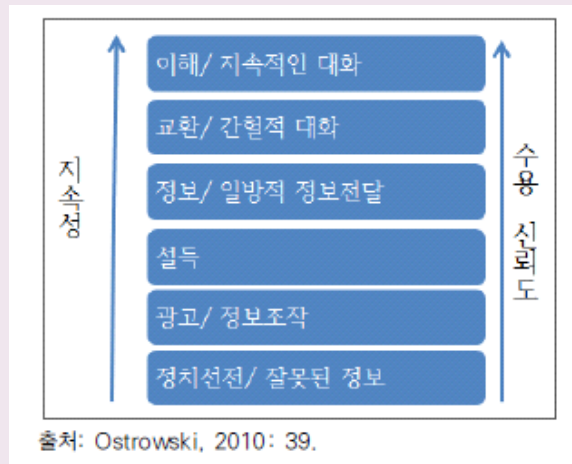 이해/ 지속적인 대화
교환/ 간헐적 대화
정보/ 일방적 정보전달
설득
광고/ 정보조작
정치선전/ 잘못된 정보
지속성
수용 신뢰도
출처: Ostrowski, 2010: 39.